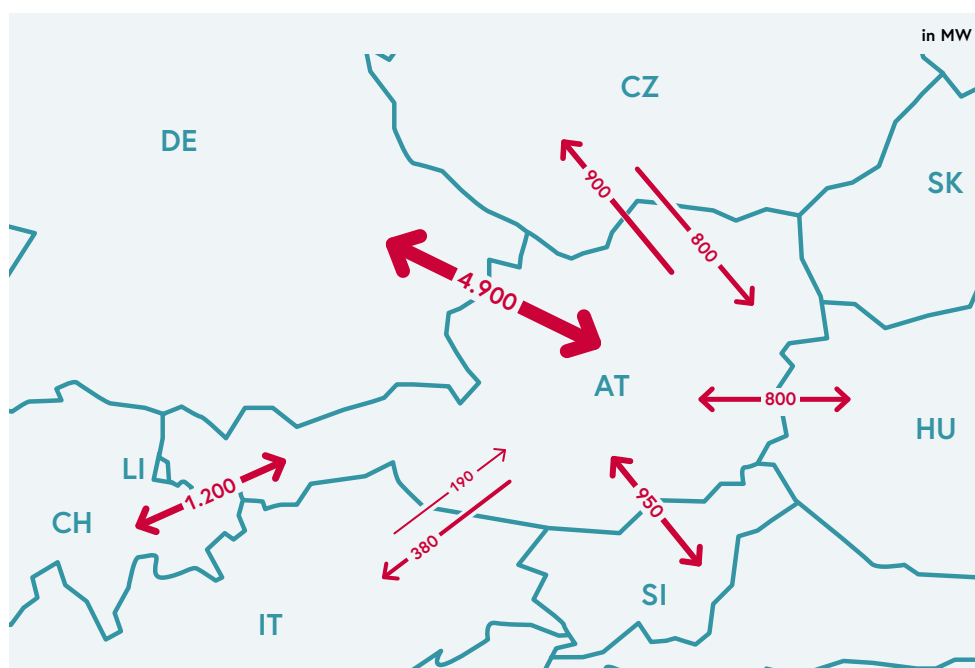 in MW
CZ
DE
SK
900
800
4.900
AT
800
HU
LI
190
1.200
950
CH
380
SI
IT